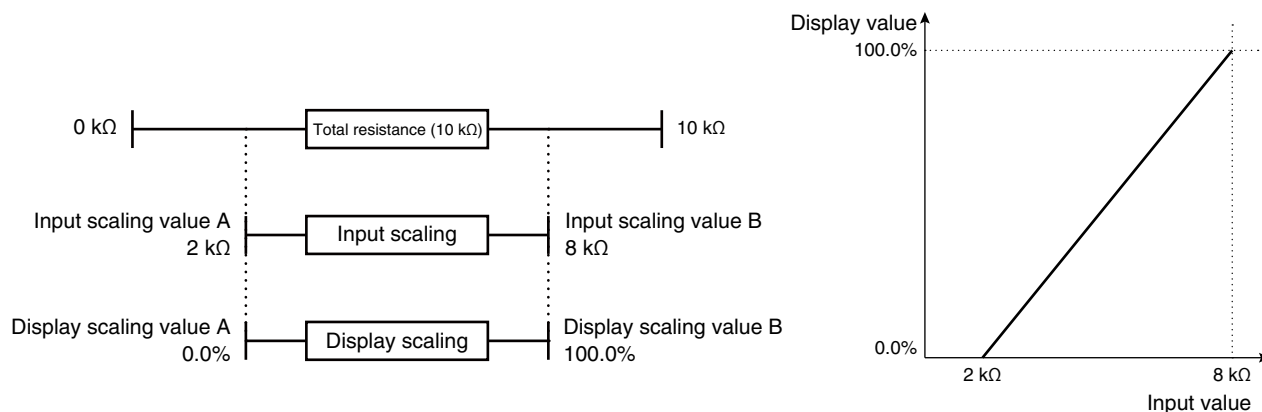 0 kΩ
Total resistance (10 kΩ)
10 kΩ
Input scaling value A
2 kΩ
Input scaling
Input scaling value B
8 kΩ
Display scaling value A
0.0%
Display scaling
Display scaling value B
100.0%
Display value
100.0%
0.0%
2 kΩ
8 kΩ
Input value